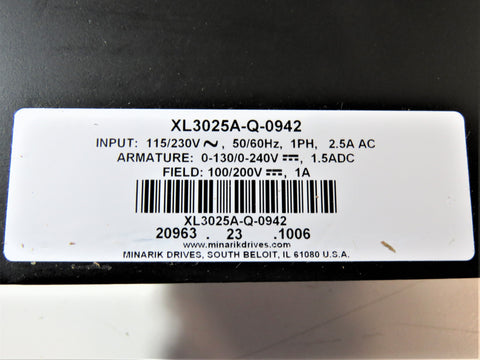 XL3025A-Q-0942
INPUT: 115/230V ~, 50/60Hz, 1PH, 2.5A AC
ARMATURE: 0-130/0-240V ⎓, 1.5ADC
FIELD: 100/200V ⎓, 1A
XL3025A-Q-0942
20963 . 23 .1006
www.minarikdrives.com
MINARIK DRIVES, SOUTH BELOIT, IL 61080 U.S.A.